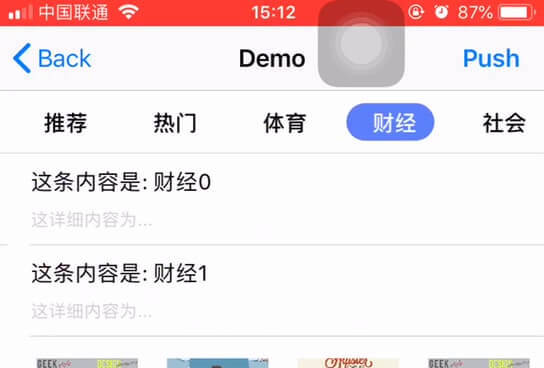 中国联通 15:12 87%
Back Demo Push
推荐 热门 体育 财经 社会
这条内容是: 财经0
这详细内容为...
这条内容是: 财经1
这详细内容为...
GEEK DESIGN GEEK DESIGN